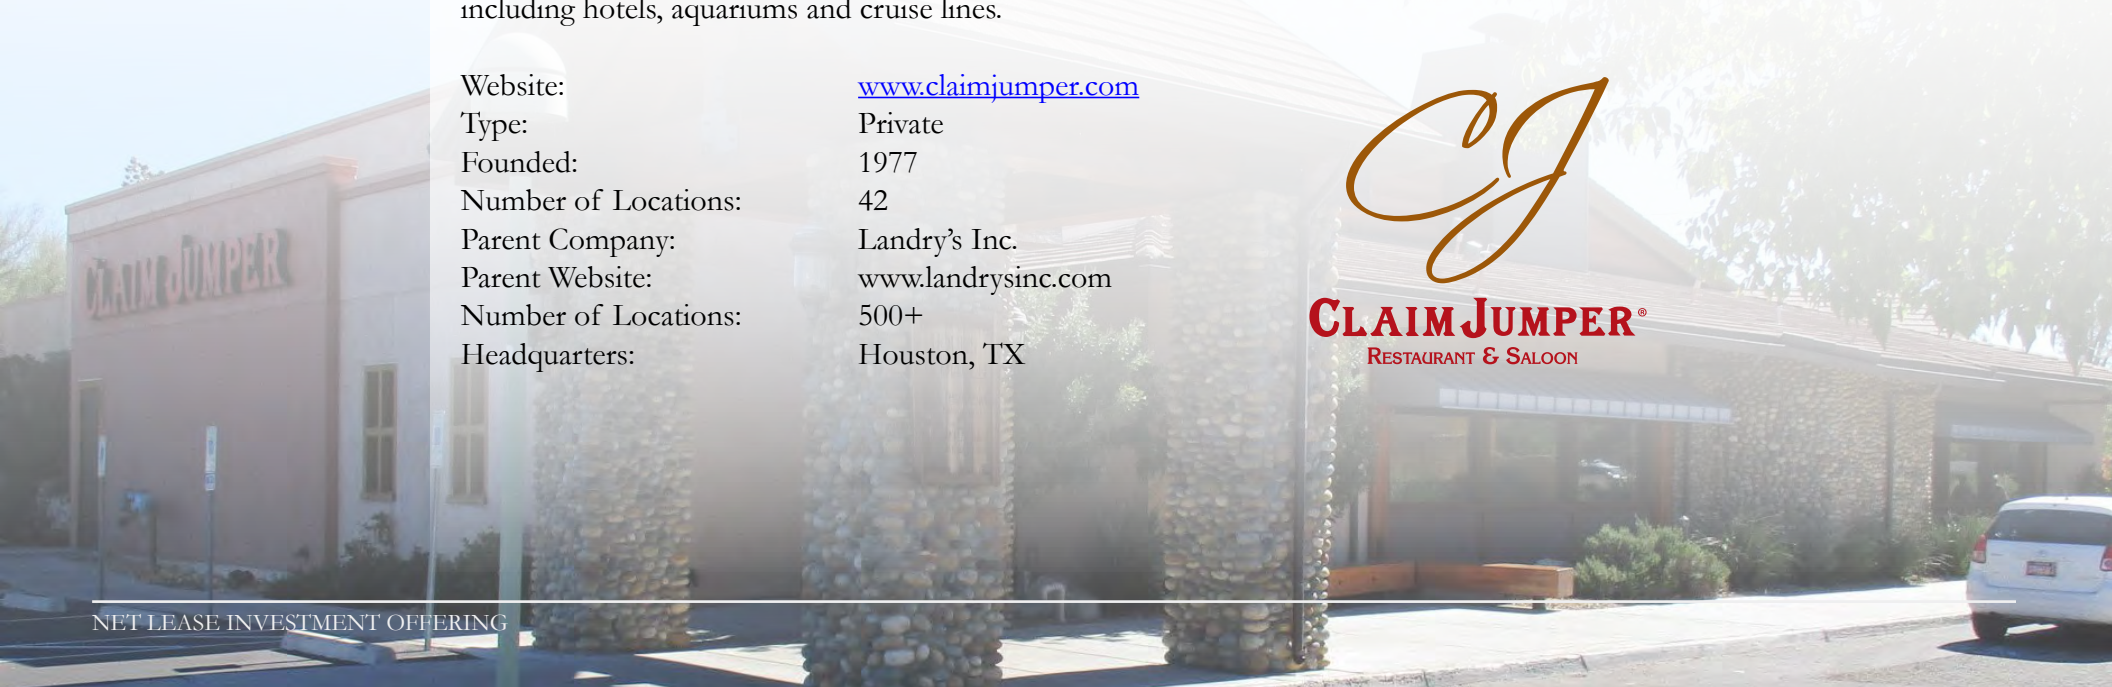 including hotels, aquariums and cruise lines.
Website: www.claimjumper.com
Type: Private
Founded: 1977
Number of Locations: 42
Parent Company: Landry's Inc.
Parent Website: www.landrysinc.com
Number of Locations: 500+
Headquarters: Houston, TX
CJ
CLAIM JUMPER®
RESTAURANT & SALOON
CLAIM JUMPER
NET LEASE INVESTMENT OFFERING